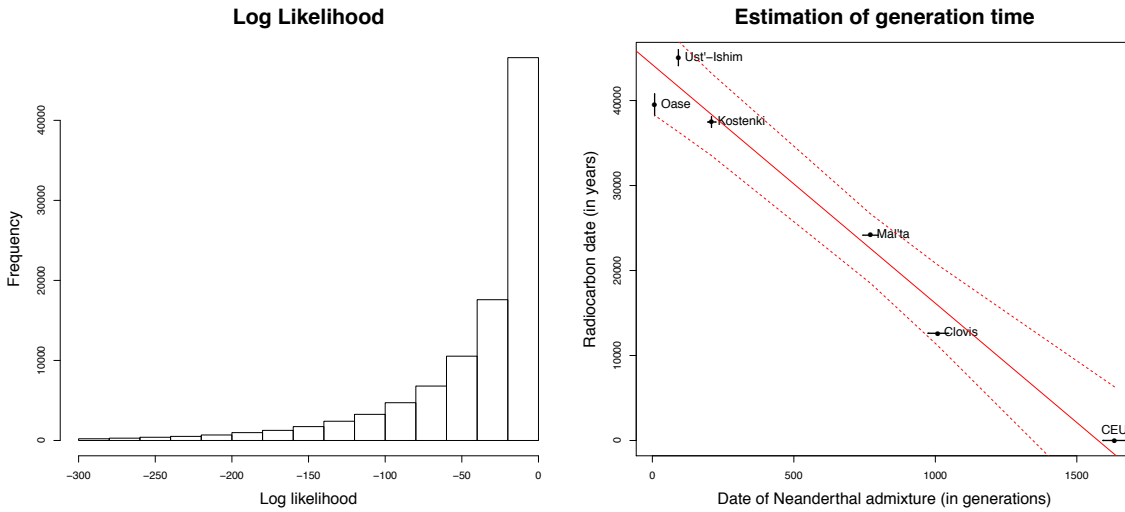 Log Likelihood
Frequency
0
10000
20000
30000
40000
−300
−250
−200
−150
−100
−50
0
Log likelihood
Estimation of generation time
Radiocarbon date (in years)
0
10000
20000
30000
40000
Ust'−Ishim
Oase
Kostenki
Mal'ta
Clovis
CEU
0
500
1000
1500
Date of Neanderthal admixture (in generations)